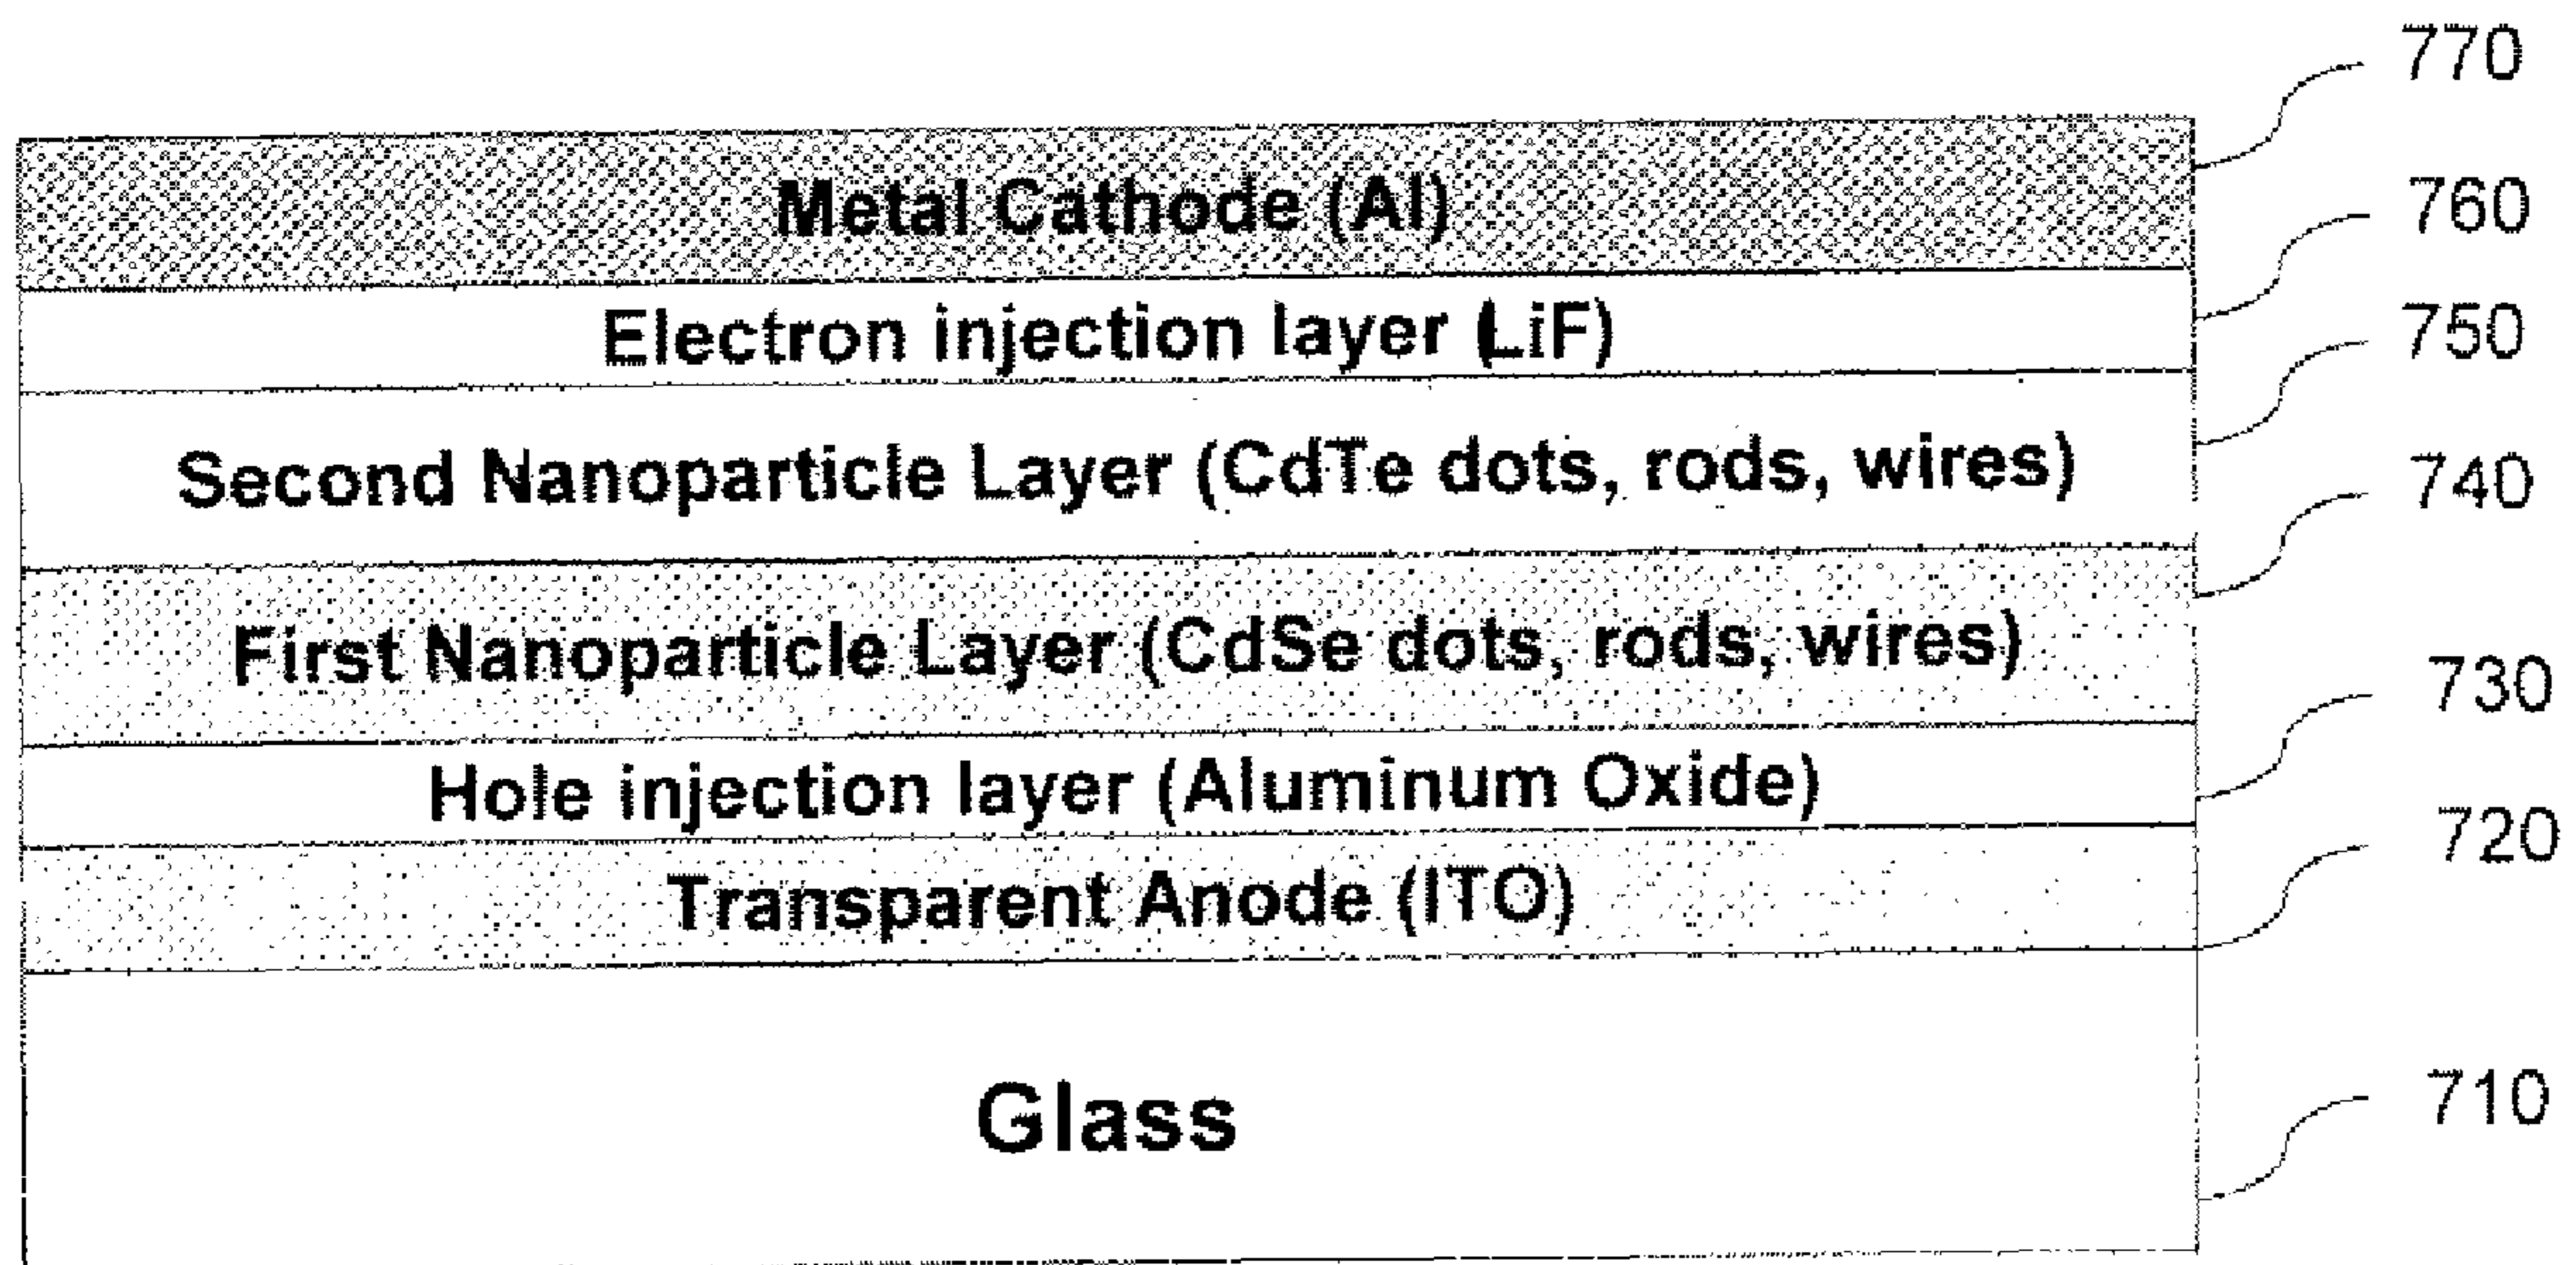 770
Metal Cathode (Al)
760
Electron injection layer (LiF)
750
Second Nanoparticle Layer (CdTe dots, rods, wires)
740
First Nanoparticle Layer (CdSe dots, rods, wires)
730
Hole injection layer (Aluminum Oxide)
720
Transparent Anode (ITO)
710
Glass